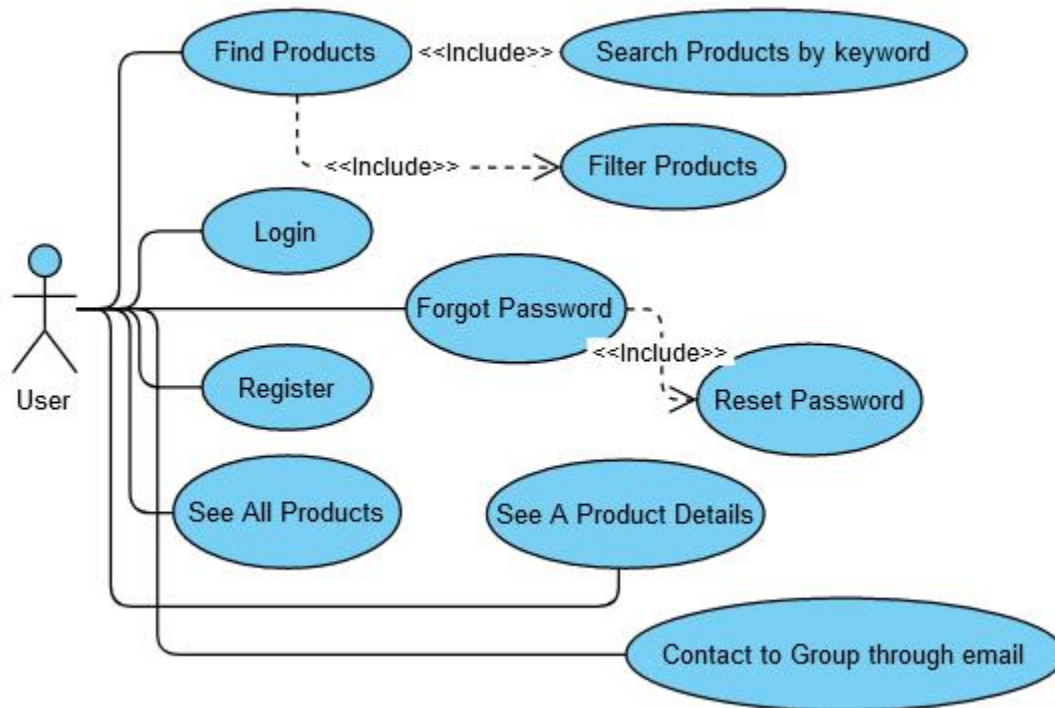 Find Products
<<Include>>
Search Products by keyword
<<Include>>
Filter Products
Login
Forgot Password
<<Include>>
User
Register
Reset Password
See All Products
See A Product Details
Contact to Group through email